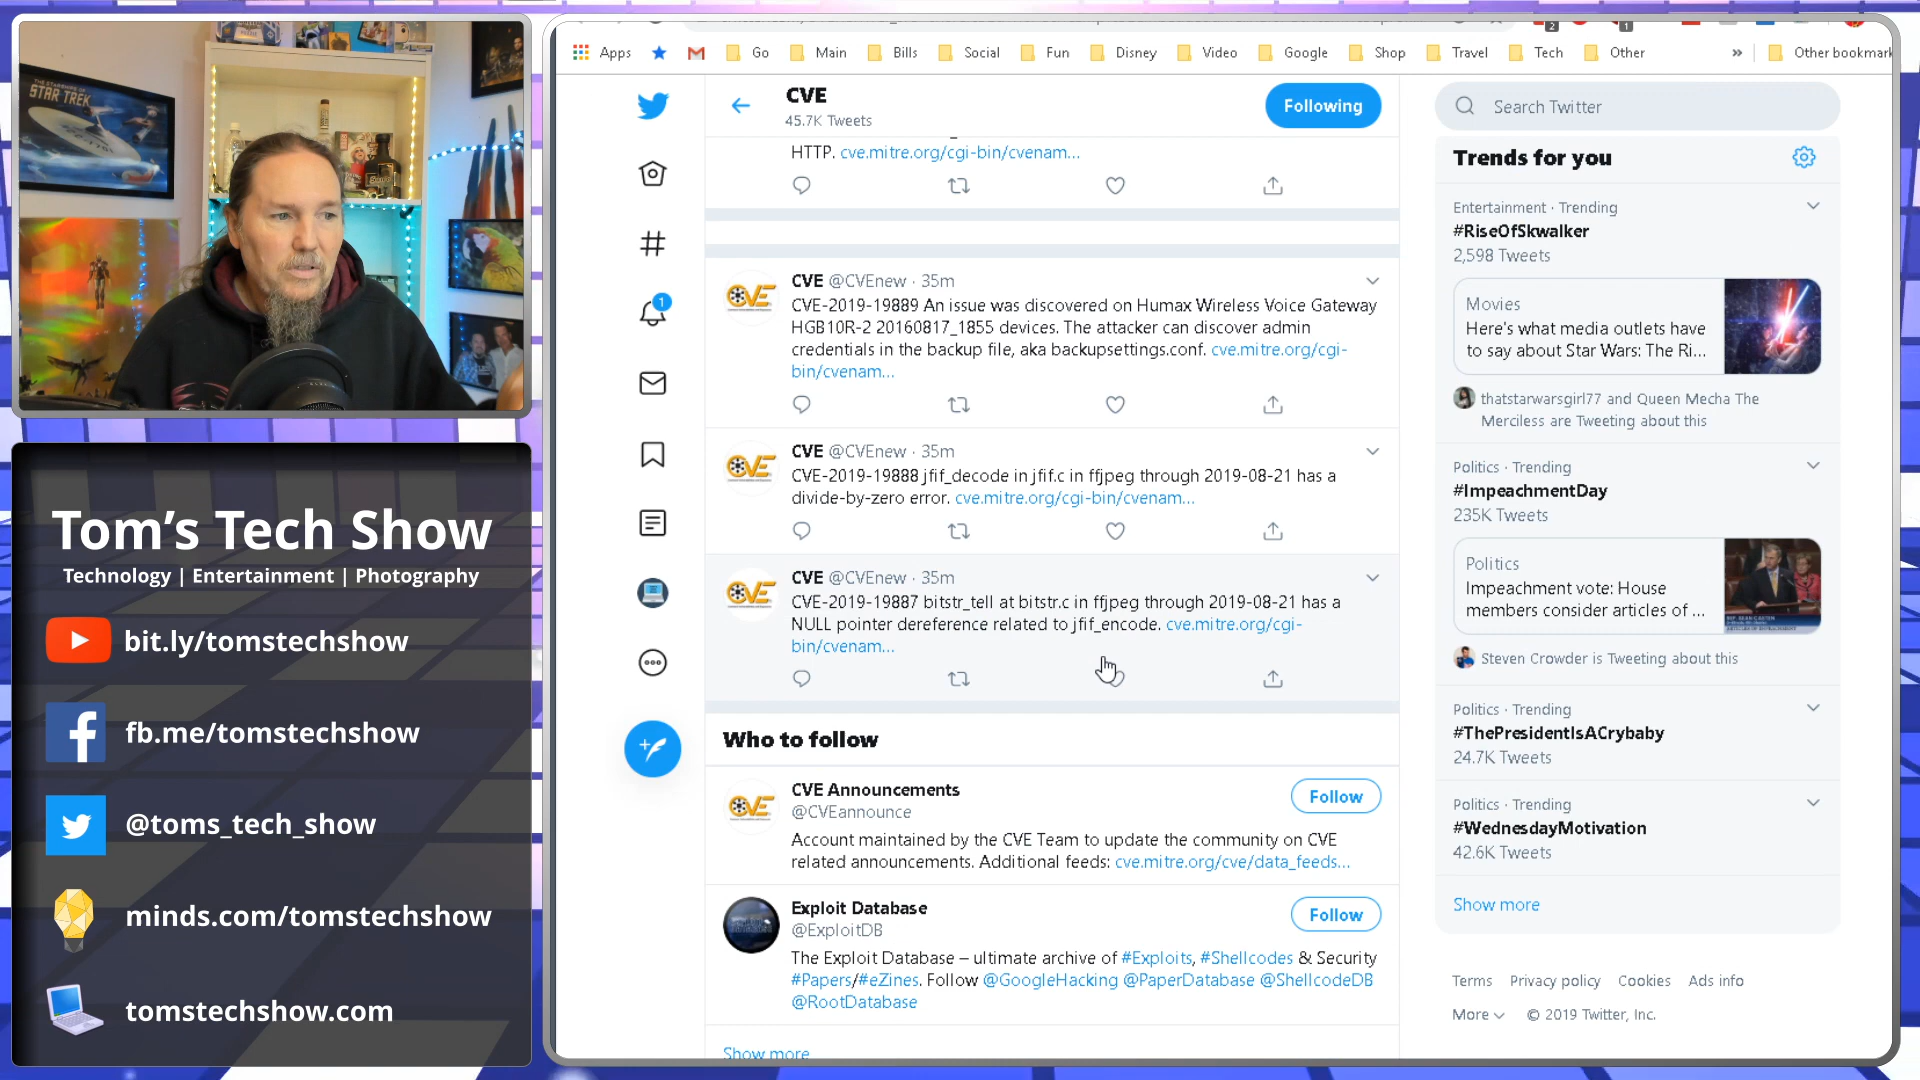 THE STARSHIPS OF
STAR TREK
Tom's Tech Show
Technology | Entertainment | Photography
bit.ly/tomstechshow
fb.me/tomstechshow
@toms_tech_show
minds.com/tomstechshow
tomstechshow.com
Apps
Go
Main
Bills
Social
Fun
Disney
Video
Google
Shop
Travel
Tech
Other
»
Other bookmark
2
1
CVE
45.7K Tweets
Following
HTTP. cve.mitre.org/cgi-bin/cvenam...
CVE @CVEnew · 35m
CVE-2019-19889 An issue was discovered on Humax Wireless Voice Gateway
HGB10R-2 20160817_1855 devices. The attacker can discover admin
credentials in the backup file, aka backupsettings.conf. cve.mitre.org/cgi-
bin/cvenam...
CVE @CVEnew · 35m
CVE-2019-19888 jfif_decode in jfif.c in ffjpeg through 2019-08-21 has a
divide-by-zero error. cve.mitre.org/cgi-bin/cvenam...
CVE @CVEnew · 35m
CVE-2019-19887 bitstr_tell at bitstr.c in ffjpeg through 2019-08-21 has a
NULL pointer dereference related to jfif_encode. cve.mitre.org/cgi-
bin/cvenam...
1
Who to follow
CVE Announcements
@CVEannounce
Follow
Account maintained by the CVE Team to update the community on CVE
related announcements. Additional feeds: cve.mitre.org/cve/data_feeds...
Exploit Database
@ExploitDB
Follow
The Exploit Database – ultimate archive of #Exploits, #Shellcodes & Security
#Papers/#eZines. Follow @GoogleHacking @PaperDatabase @ShellcodeDB
@RootDatabase
Show more
Search Twitter
Trends for you
Entertainment · Trending
#RiseOfSkwalker
2,598 Tweets
Movies
Here's what media outlets have
to say about Star Wars: The Ri...
thatstarwarsgirl77 and Queen Mecha The
Merciless are Tweeting about this
Politics · Trending
#ImpeachmentDay
235K Tweets
Politics
Impeachment vote: House
members consider articles of ...
Steven Crowder is Tweeting about this
Politics · Trending
#ThePresidentIsACrybaby
24.7K Tweets
Politics · Trending
#WednesdayMotivation
42.6K Tweets
Show more
Terms Privacy policy Cookies Ads info
More © 2019 Twitter, Inc.